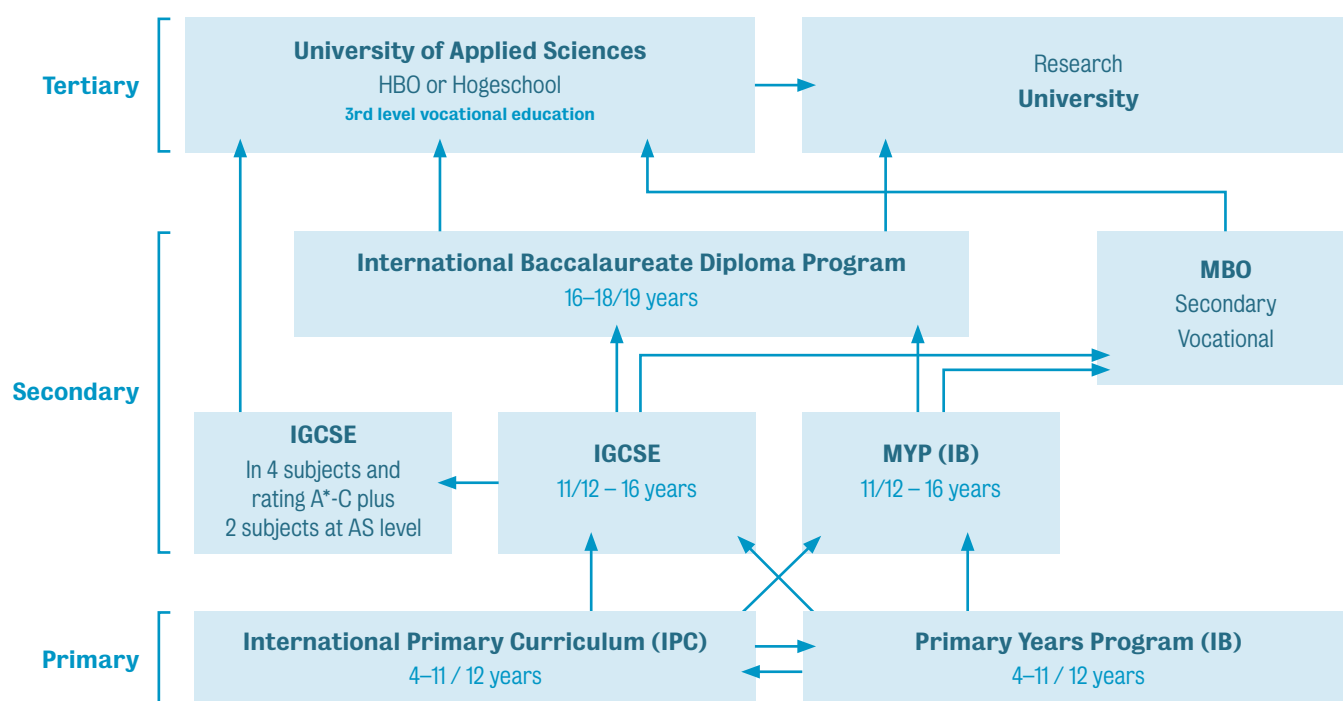 Tertiary
University of Applied Sciences
HBO or Hogeschool
3rd level vocational education
Research
University
Secondary
International Baccalaureate Diploma Program
16–18/19 years
MBO
Secondary
Vocational
IGCSE
In 4 subjects and
rating A*-C plus
2 subjects at AS level
IGCSE
11/12 – 16 years
MYP (IB)
11/12 – 16 years
Primary
International Primary Curriculum (IPC)
4–11 / 12 years
Primary Years Program (IB)
4–11 / 12 years